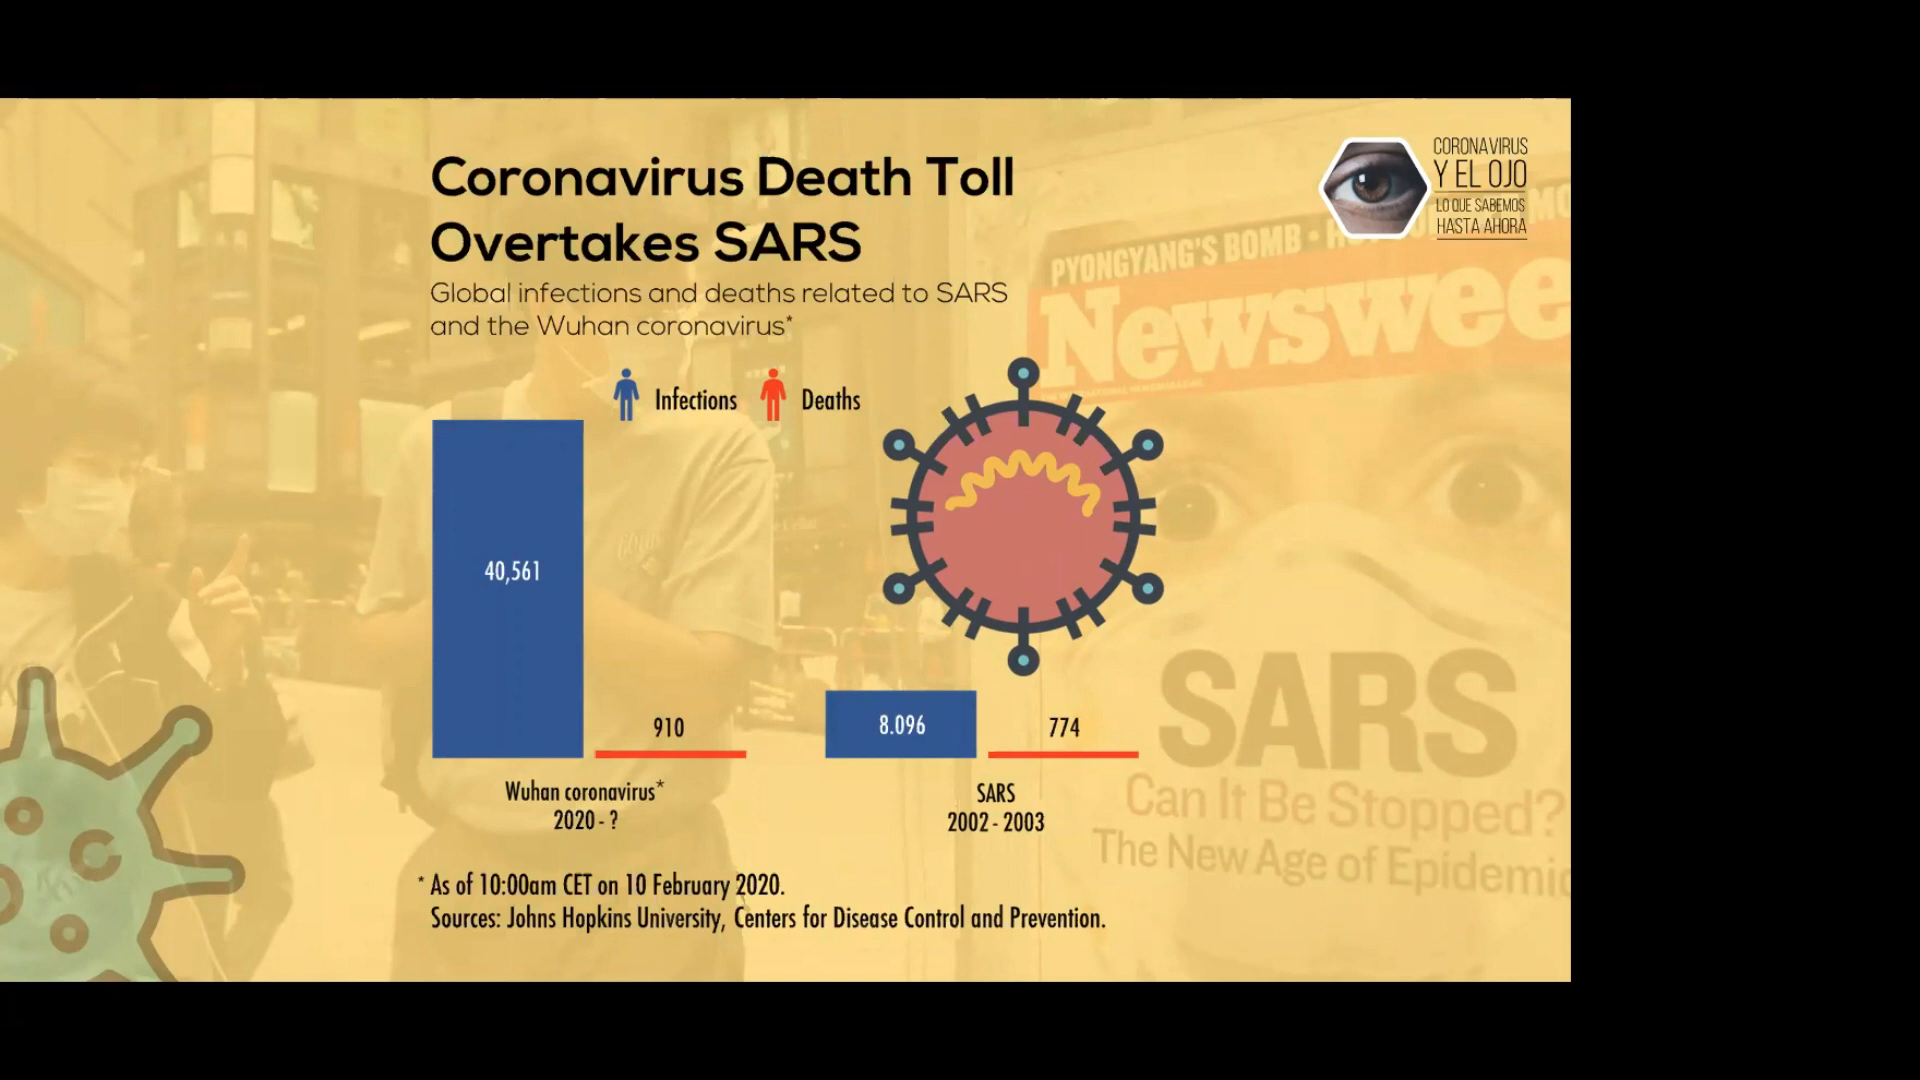 Coronavirus Death Toll
Overtakes SARS
Global infections and deaths related to SARS
and the Wuhan coronavirus*
CORONAVIRUS
Y EL OJO
LO QUE SABEMOS
HASTA AHORA
PYONGYANG'S BOMB •
Newswee
Infections
Deaths
40,561
910
8.096
774
Wuhan coronavirus*
2020 - ?
SARS
2002 - 2003
SARS
Can It Be Stopped?
The New Age of Epidemic
* As of 10:00am CET on 10 February 2020.
Sources: Johns Hopkins University, Centers for Disease Control and Prevention.